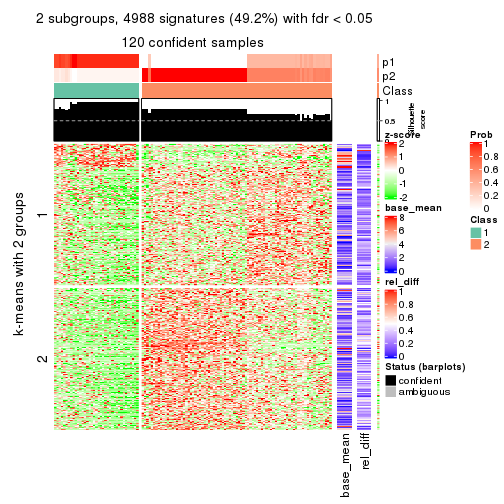 2 subgroups, 4988 signatures (49.2%) with fdr < 0.05
120 confident samples
p1
p2
Class
1
0.5
0
Silhouette
score
k-means with 2 groups
1
2
base_mean
rel_diff
z-score
2
1
0
-1
-2
base_mean
8
6
4
2
0
rel_diff
1
0.8
0.6
0.4
0.2
0
Status (barplots)
confident
ambiguous
Prob
1
0.8
0.6
0.4
0.2
0
Class
1
2